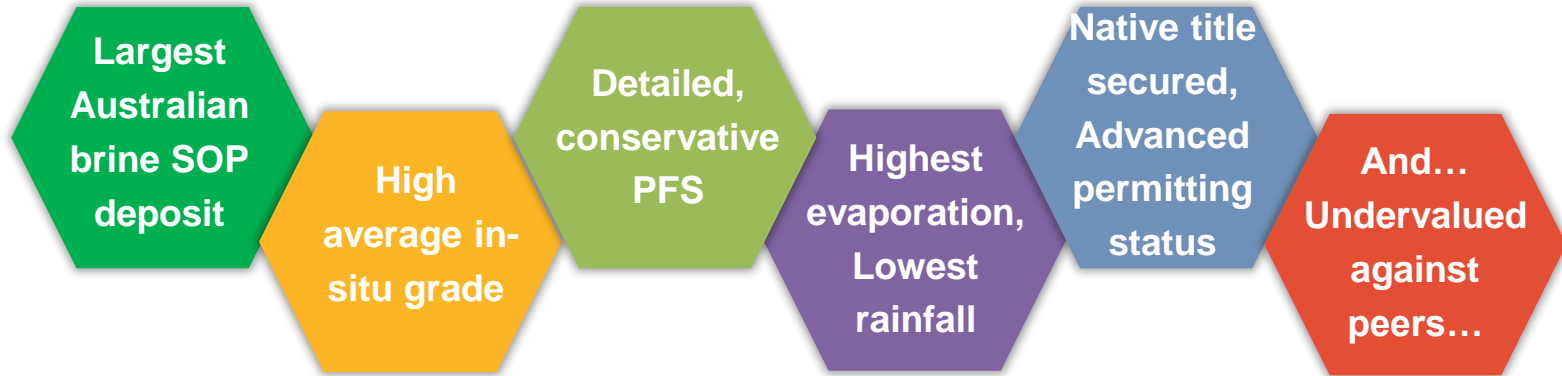 Largest
Australian
brine SOP
deposit
High
average in-
situ grade
Detailed,
conservative
PFS
Highest
evaporation,
Lowest
rainfall
Native title
secured,
Advanced
permitting
status
And…
Undervalued
against
peers…